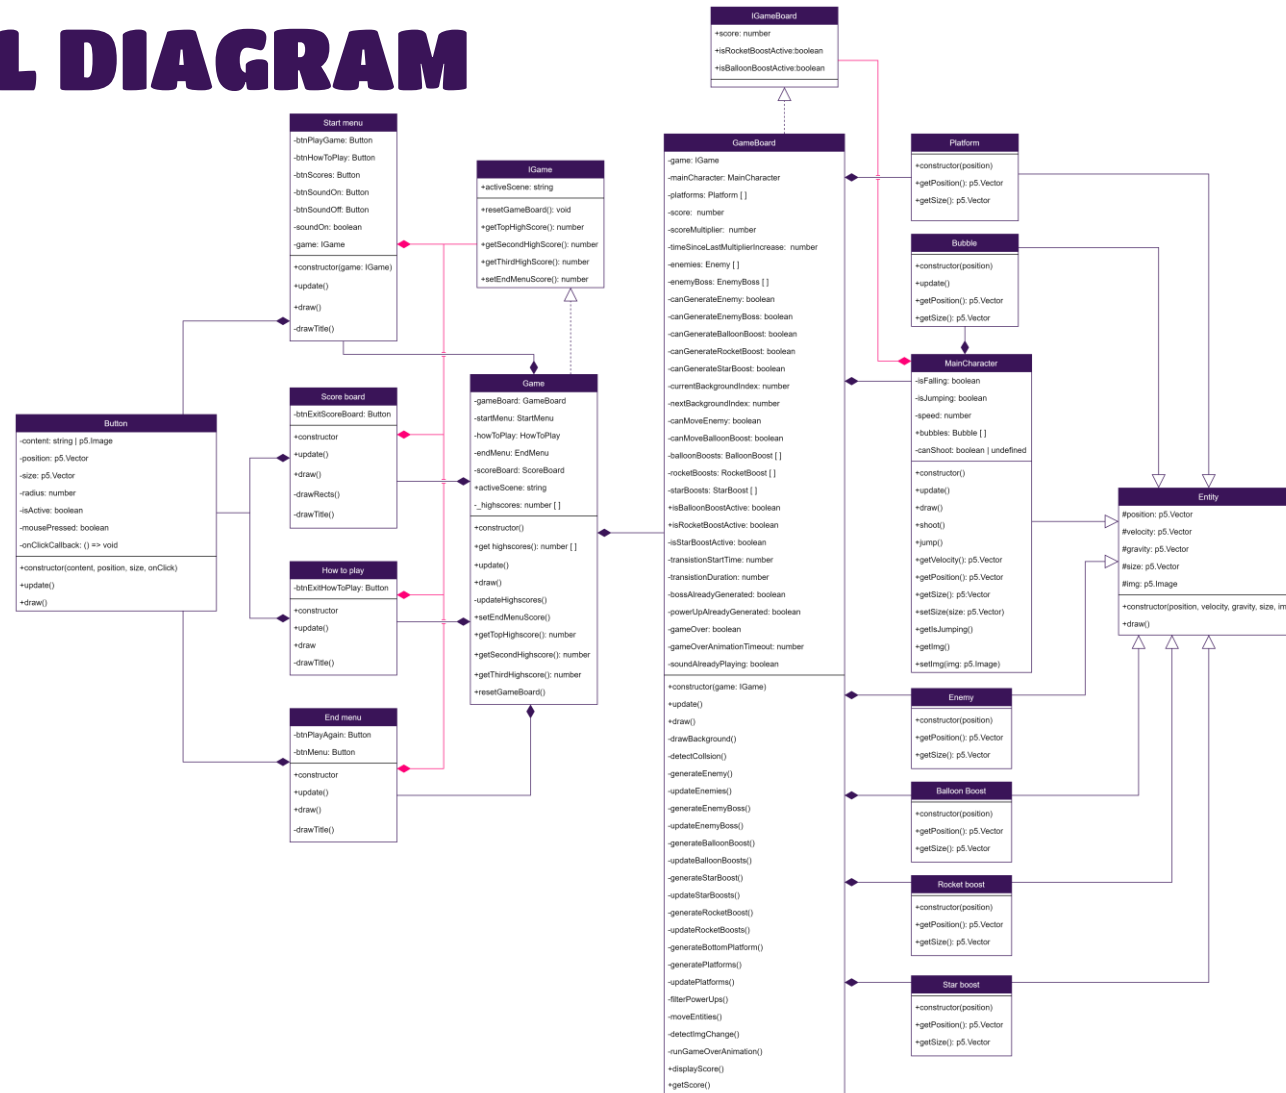 L DIAGRAM
IGameBoard
+score: number
+isRocketBoostActive:boolean
+isBalloonBoostActive:boolean
Start menu
-btnPlayGame: Button
-btnHowToPlay: Button
-btnScores: Button
-btnSoundOn: Button
-btnSoundOff: Button
-soundOn: boolean
-game: IGame
+constructor(game: IGame)
+update()
+draw()
-drawTitle()
IGame
+activeScene: string
+resetGameBoard(): void
+getTopHighScore(): number
+getSecondHighScore(): number
+getThirdHighScore(): number
+setEndMenuScore(): number
Button
-content: string | p5.Image
-position: p5.Vector
-size: p5.Vector
-radius: number
-isActive: boolean
-mousePressed: boolean
-onClickCallback: () => void
+constructor(content, position, size, onClick)
+update()
+draw()
Score board
-btnExitScoreBoard: Button
+constructor
+update()
+draw()
-drawRects()
-drawTitle()
How to play
-btnExitHowToPlay: Button
+constructor
+update()
+draw
-drawTitle()
End menu
-btnPlayAgain: Button
-btnMenu: Button
+constructor
+update()
+draw()
-drawTitle()
Game
-gameBoard: GameBoard
-startMenu: StartMenu
-howToPlay: HowToPlay
-endMenu: EndMenu
-scoreBoard: ScoreBoard
+activeScene: string
-_highscores: number [ ]
+constructor()
+get highscores(): number [ ]
+update()
+draw()
-updateHighscores()
+setEndMenuScore()
+getTopHighscore(): number
+getSecondHighscore(): number
+getThirdHighscore(): number
+resetGameBoard()
GameBoard
-game: IGame
-mainCharacter: MainCharacter
-platforms: Platform [ ]
-score: number
-scoreMultiplier: number
-timeSinceLastMultiplierIncrease: number
-enemies: Enemy [ ]
-enemyBoss: EnemyBoss [ ]
-canGenerateEnemy: boolean
-canGenerateEnemyBoss: boolean
-canGenerateBalloonBoost: boolean
-canGenerateRocketBoost: boolean
-canGenerateStarBoost: boolean
-currentBackgroundIndex: number
-nextBackgroundIndex: number
-canMoveEnemy: boolean
-canMoveBalloonBoost: boolean
-balloonBoosts: BalloonBoost [ ]
-rocketBoosts: RocketBoost [ ]
-starBoosts: StarBoost [ ]
+isBalloonBoostActive: boolean
+isRocketBoostActive: boolean
-isStarBoostActive: boolean
-transistionStartTime: number
-transistionDuration: number
-bossAlreadyGenerated: boolean
-powerUpAlreadyGenerated: boolean
-gameOver: boolean
-gameOverAnimationTimeout: number
-soundAlreadyPlaying: boolean
+constructor(game: IGame)
+update()
+draw()
-drawBackground()
-detectCollsion()
-generateEnemy()
-updateEnemies()
-generateEnemyBoss()
-updateEnemyBoss()
-generateBalloonBoost()
-updateBalloonBoosts()
-generateStarBoost()
-updateStarBoosts()
-generateRocketBoost()
-updateRocketBoosts()
-generateBottomPlatform()
-generatePlatforms()
-updatePlatforms()
-filterPowerUps()
-moveEntities()
-detectImgChange()
-runGameOverAnimation()
+displayScore()
+getScore()
Platform
+constructor(position)
+getPosition(): p5.Vector
+getSize(): p5.Vector
Bubble
+constructor(position)
+update()
+getPosition(): p5.Vector
+getSize(): p5.Vector
MainCharacter
-isFalling: boolean
-isJumping: boolean
-speed: number
+bubbles: Bubble [ ]
-canShoot: boolean | undefined
+constructor()
+update()
+draw()
+shoot()
+jump()
+getVelocity(): p5.Vector
+getPosition(): p5.Vector
+getSize(): p5.Vector
+setSize(size: p5.Vector)
+getIsJumping()
+getImg()
+setImg(img: p5.Image)
Enemy
+constructor(position)
+getPosition(): p5.Vector
+getSize(): p5.Vector
Balloon Boost
+constructor(position)
+getPosition(): p5.Vector
+getSize(): p5.Vector
Rocket boost
+constructor(position)
+getPosition(): p5.Vector
+getSize(): p5.Vector
Star boost
+constructor(position)
+getPosition(): p5.Vector
+getSize(): p5.Vector
Entity
#position: p5.Vector
#velocity: p5.Vector
#gravity: p5.Vector
#size: p5.Vector
#img: p5.Image
+constructor(position, velocity, gravity, size, im
+draw()